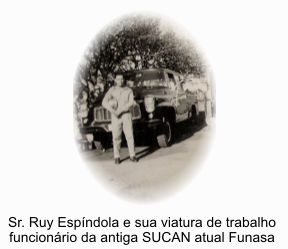 Sr. Ruy Espíndola e sua viatura de trabalho
funcionário da antiga SUCAN atual Funasa